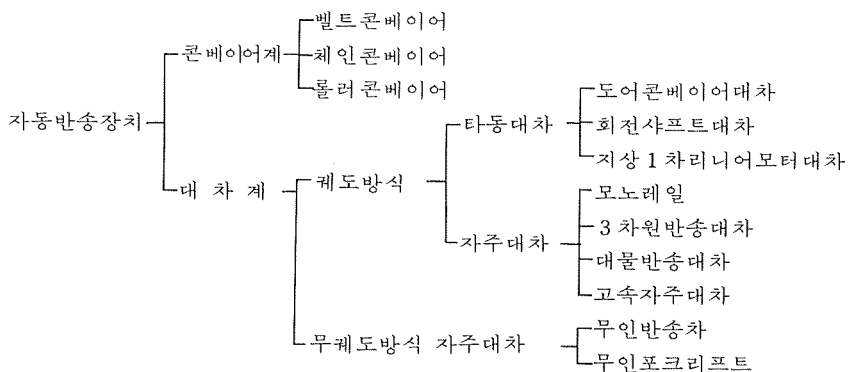 벨트콘베이어
콘베이어계
체인콘베이어
롤러콘베이어
도어콘베이어대차
자동반송장치
타동대차
회전샤프트대차
지상 1 차리니어모터대차
대 차 계
궤도방식
모노레일
3 차원반송대차
자주대차
대물반송대차
고속자주대차
무궤도방식 자주대차
무인반송차
무인포크리프트